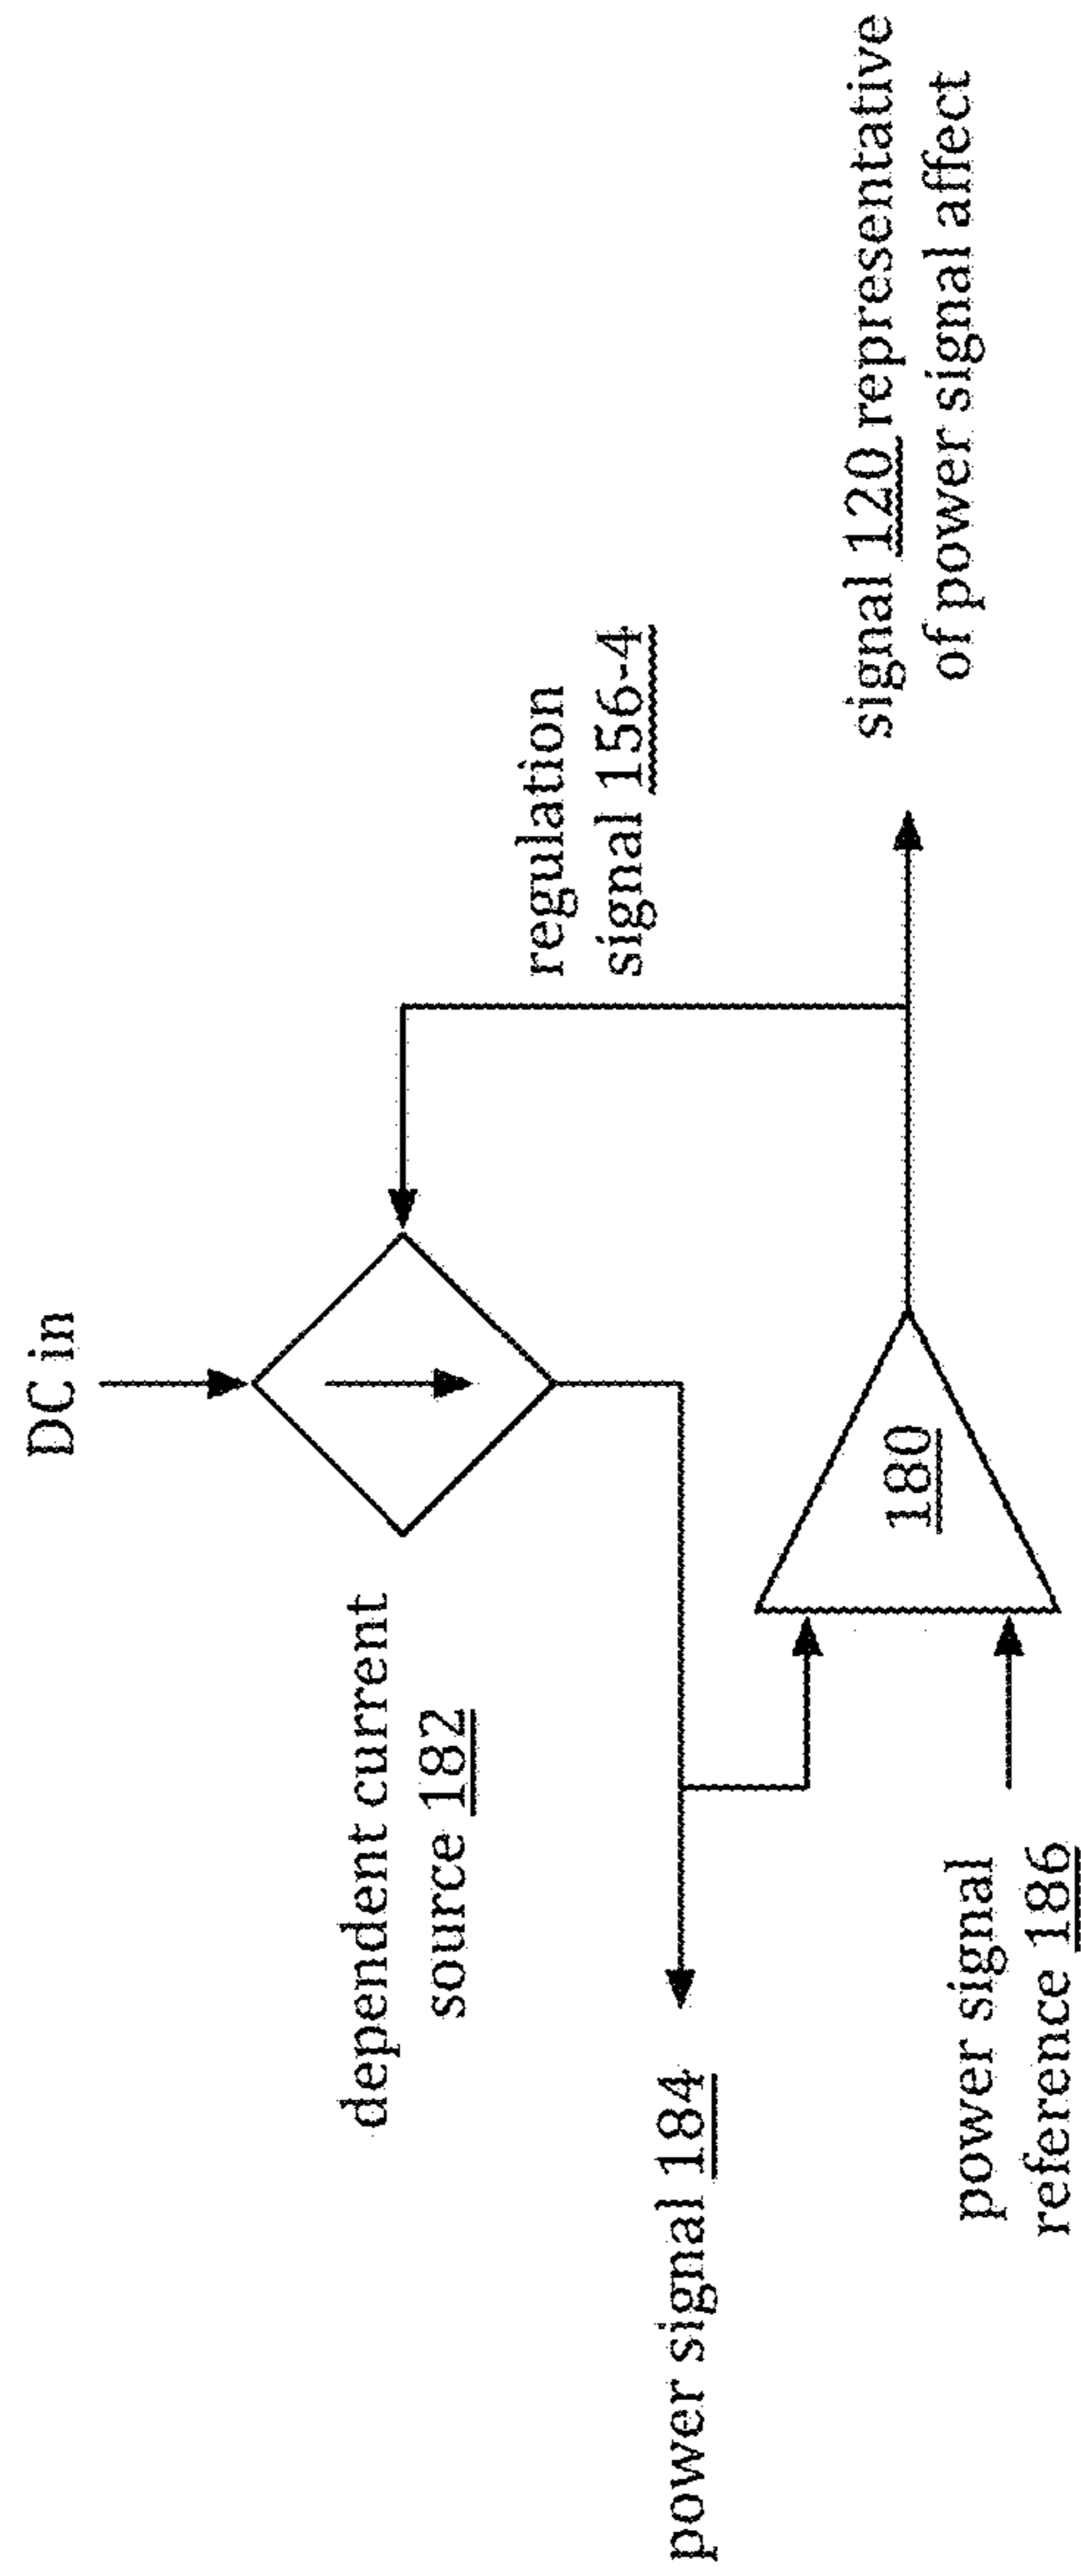 DC in
dependent current
source 182
regulation
signal 156-4
power signal 184
180
power signal
reference 186
signal 120 representative
of power signal affect